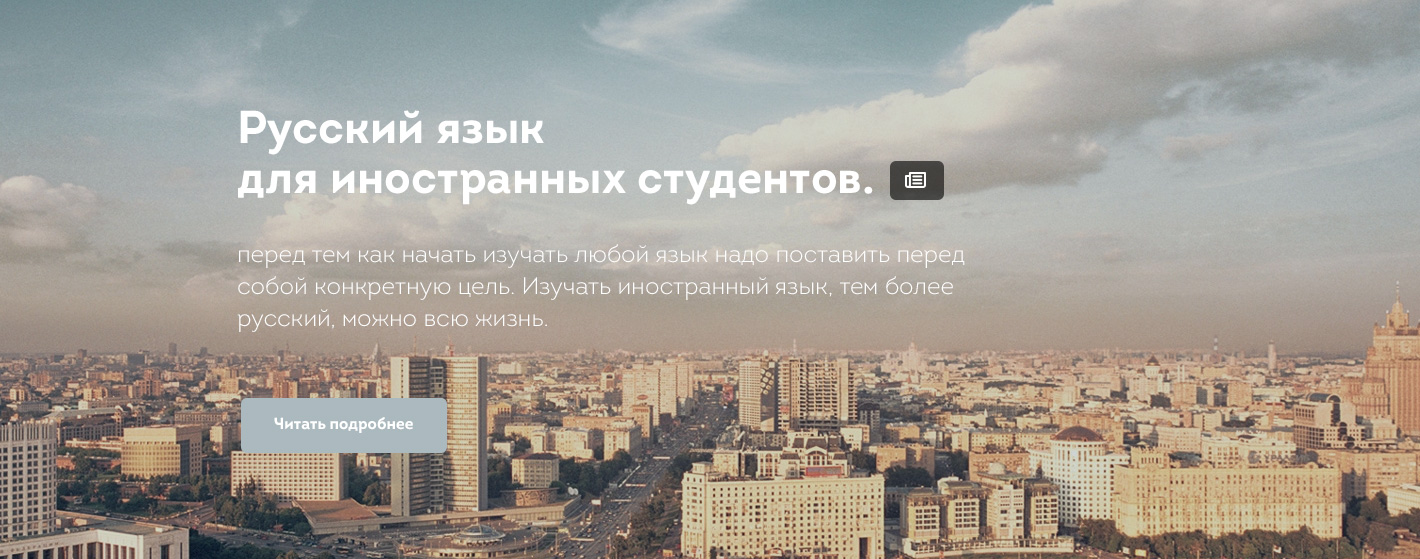 Русский язык
для иностранных студентов.
перед тем как начать изучать любой язык надо поставить перед
собой конкретную цель. Изучать иностранный язык, тем более
русский, можно всю жизнь.
Читать подробнее